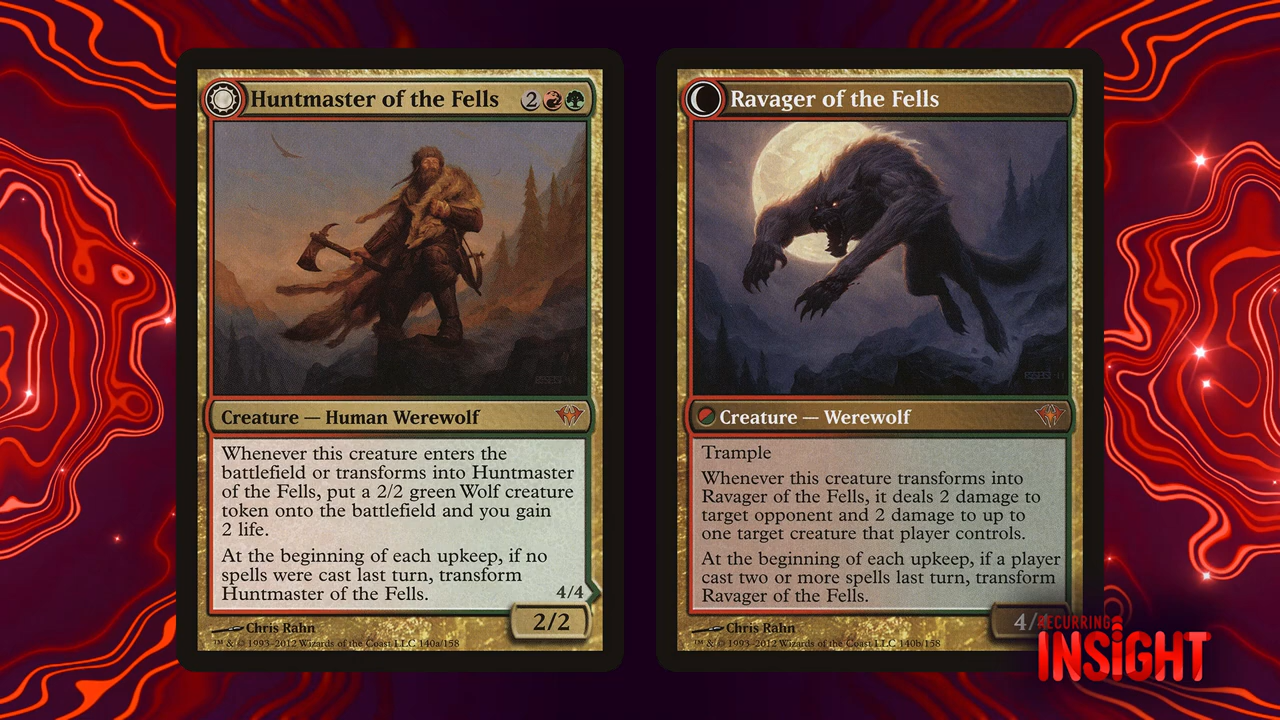 Huntmaster of the Fells 2
Creature — Human Werewolf
Whenever this creature enters the
battlefield or transforms into Huntmaster
of the Fells, put a 2/2 green Wolf creature
token onto the battlefield and you gain
2 life.
At the beginning of each upkeep, if no
spells were cast last turn, transform
Huntmaster of the Fells.
4/4
2/2
Chris Rahn
™ & © 1993–2012 Wizards of the Coast LLC 140a/158
Ravager of the Fells
Creature — Werewolf
Trample
Whenever this creature transforms into
Ravager of the Fells, it deals 2 damage to
target opponent and 2 damage to up to
one target creature that player controls.
At the beginning of each upkeep, if a player
cast two or more spells last turn, transform
Ravager of the Fells.
4/
Chris Rahn
™ & © 1993–2012 Wizards of the Coast LLC 140b/158
RECURRING
INSIGHT